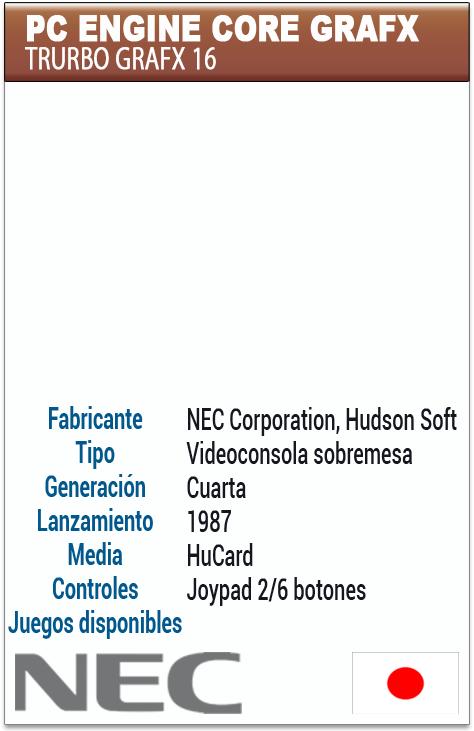 PC ENGINE CORE GRAFX
TRURBO GRAFX 16
Fabricante NEC Corporation, Hudson Soft
Tipo Videoconsola sobremesa
Generación Cuarta
Lanzamiento 1987
Media HuCard
Controles Joypad 2/6 botones
Juegos disponibles
NEC